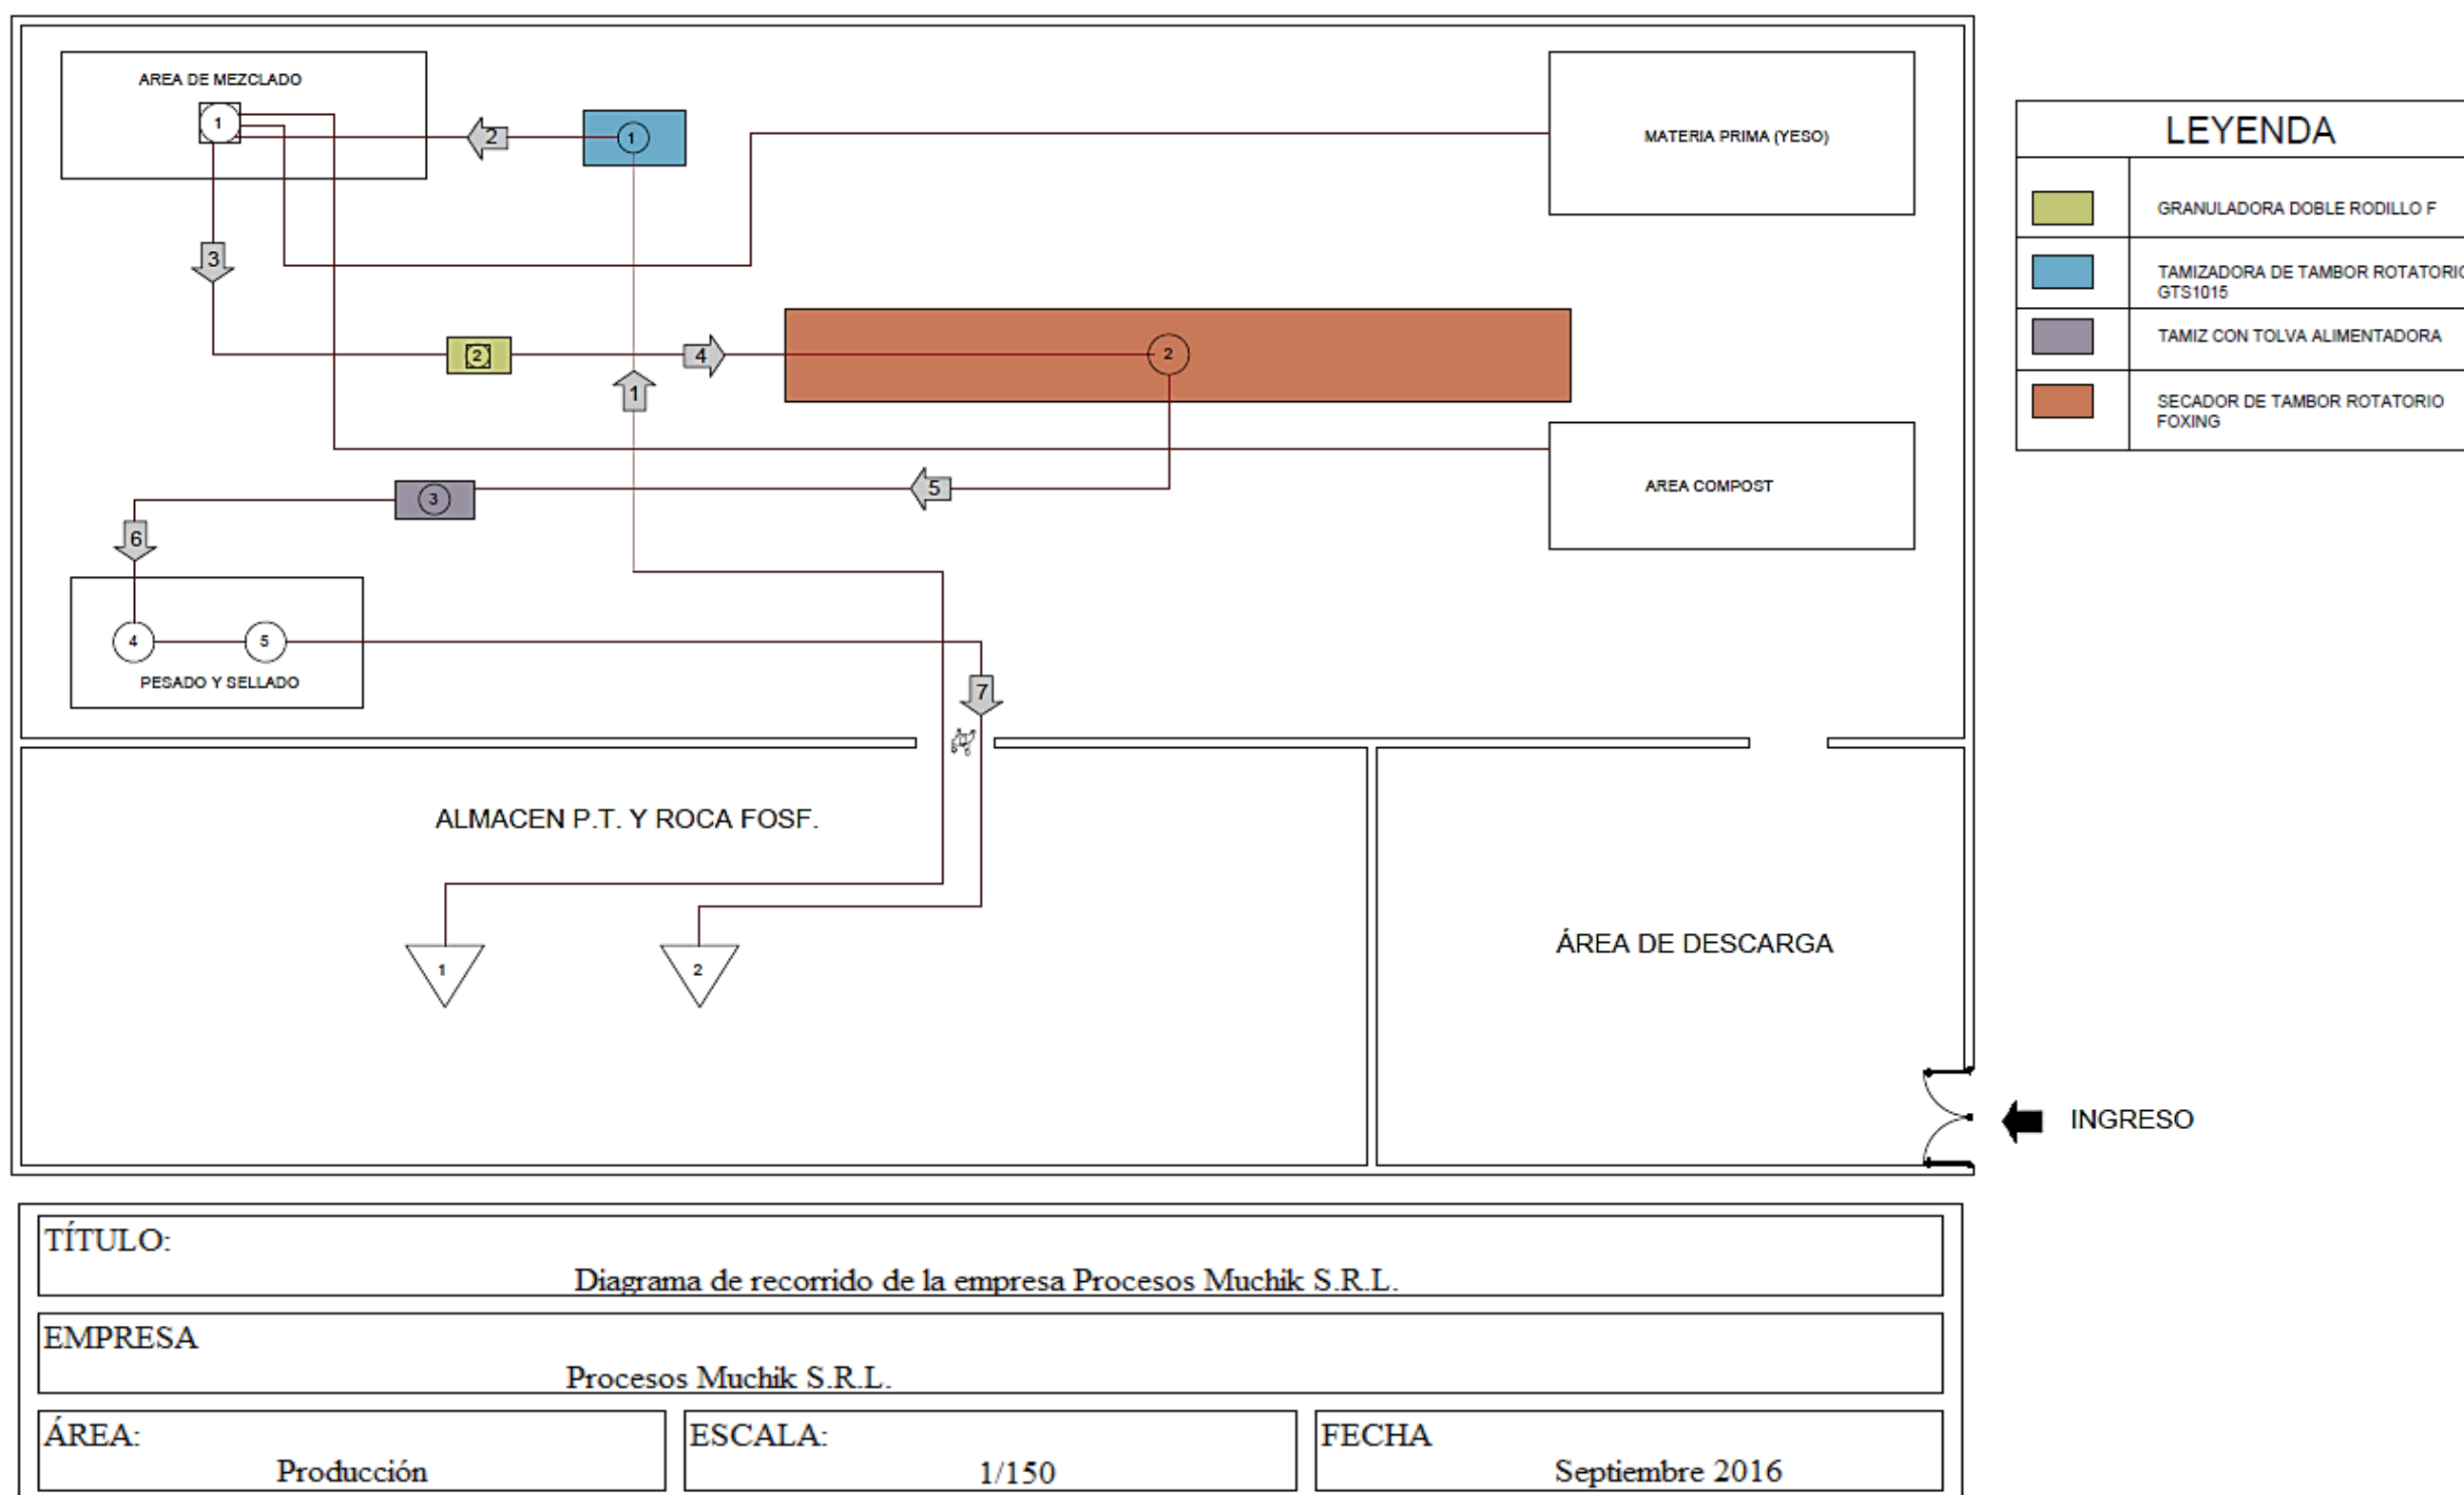 AREA DE MEZCLADO
1
2
1
MATERIA PRIMA (YESO)
3
2
4
2
1
AREA COMPOST
3
5
6
4
5
PESADO Y SELLADO
7
ALMACEN P.T. Y ROCA FOSF.
1
2
ÁREA DE DESCARGA
INGRESO
LEYENDA
GRANULADORA DOBLE RODILLO F
TAMIZADORA DE TAMBOR ROTATORIO
GTS1015
TAMIZ CON TOLVA ALIMENTADORA
SECADOR DE TAMBOR ROTATORIO
FOXING
TÍTULO:
Diagrama de recorrido de la empresa Procesos Muchik S.R.L.
EMPRESA
Procesos Muchik S.R.L.
ÁREA:
Producción
ESCALA:
1/150
FECHA
Septiembre 2016